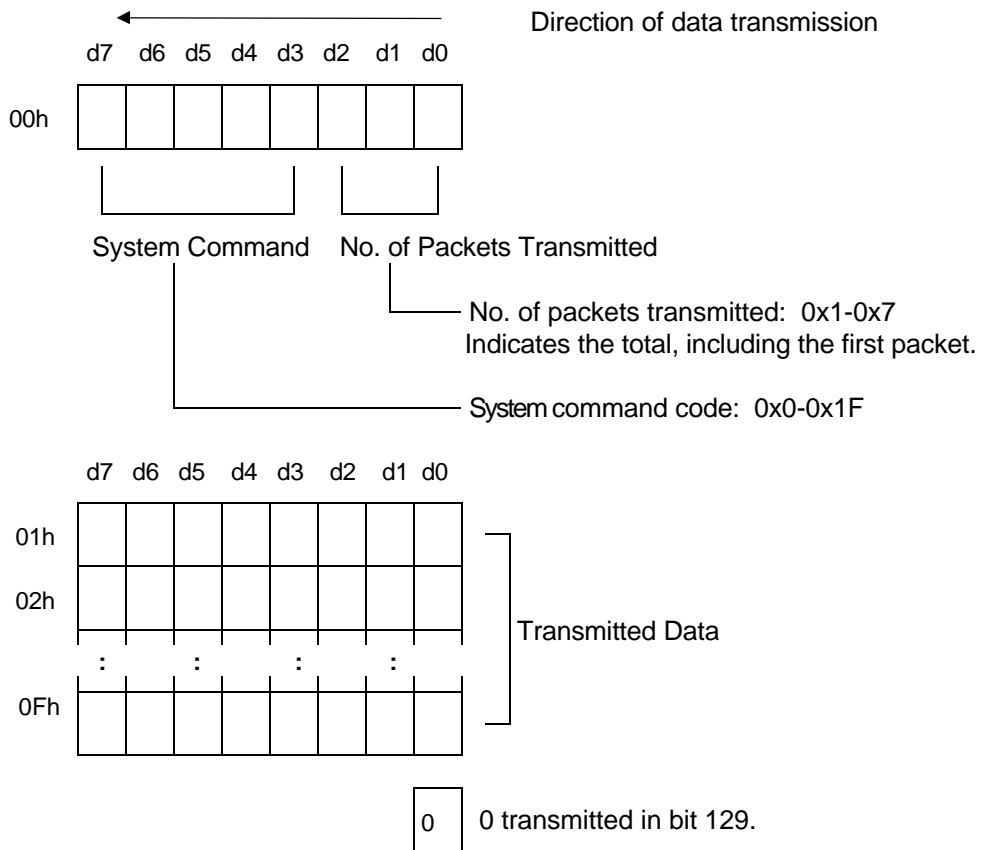 Direction of data transmission
d7 d6 d5 d4 d3 d2 d1 d0
00h
System Command No. of Packets Transmitted
No. of packets transmitted: 0x1-0x7
Indicates the total, including the first packet.
System command code: 0x0-0x1F
d7 d6 d5 d4 d3 d2 d1 d0
01h
02h
Transmitted Data
: : : :
0Fh
0 0 transmitted in bit 129.